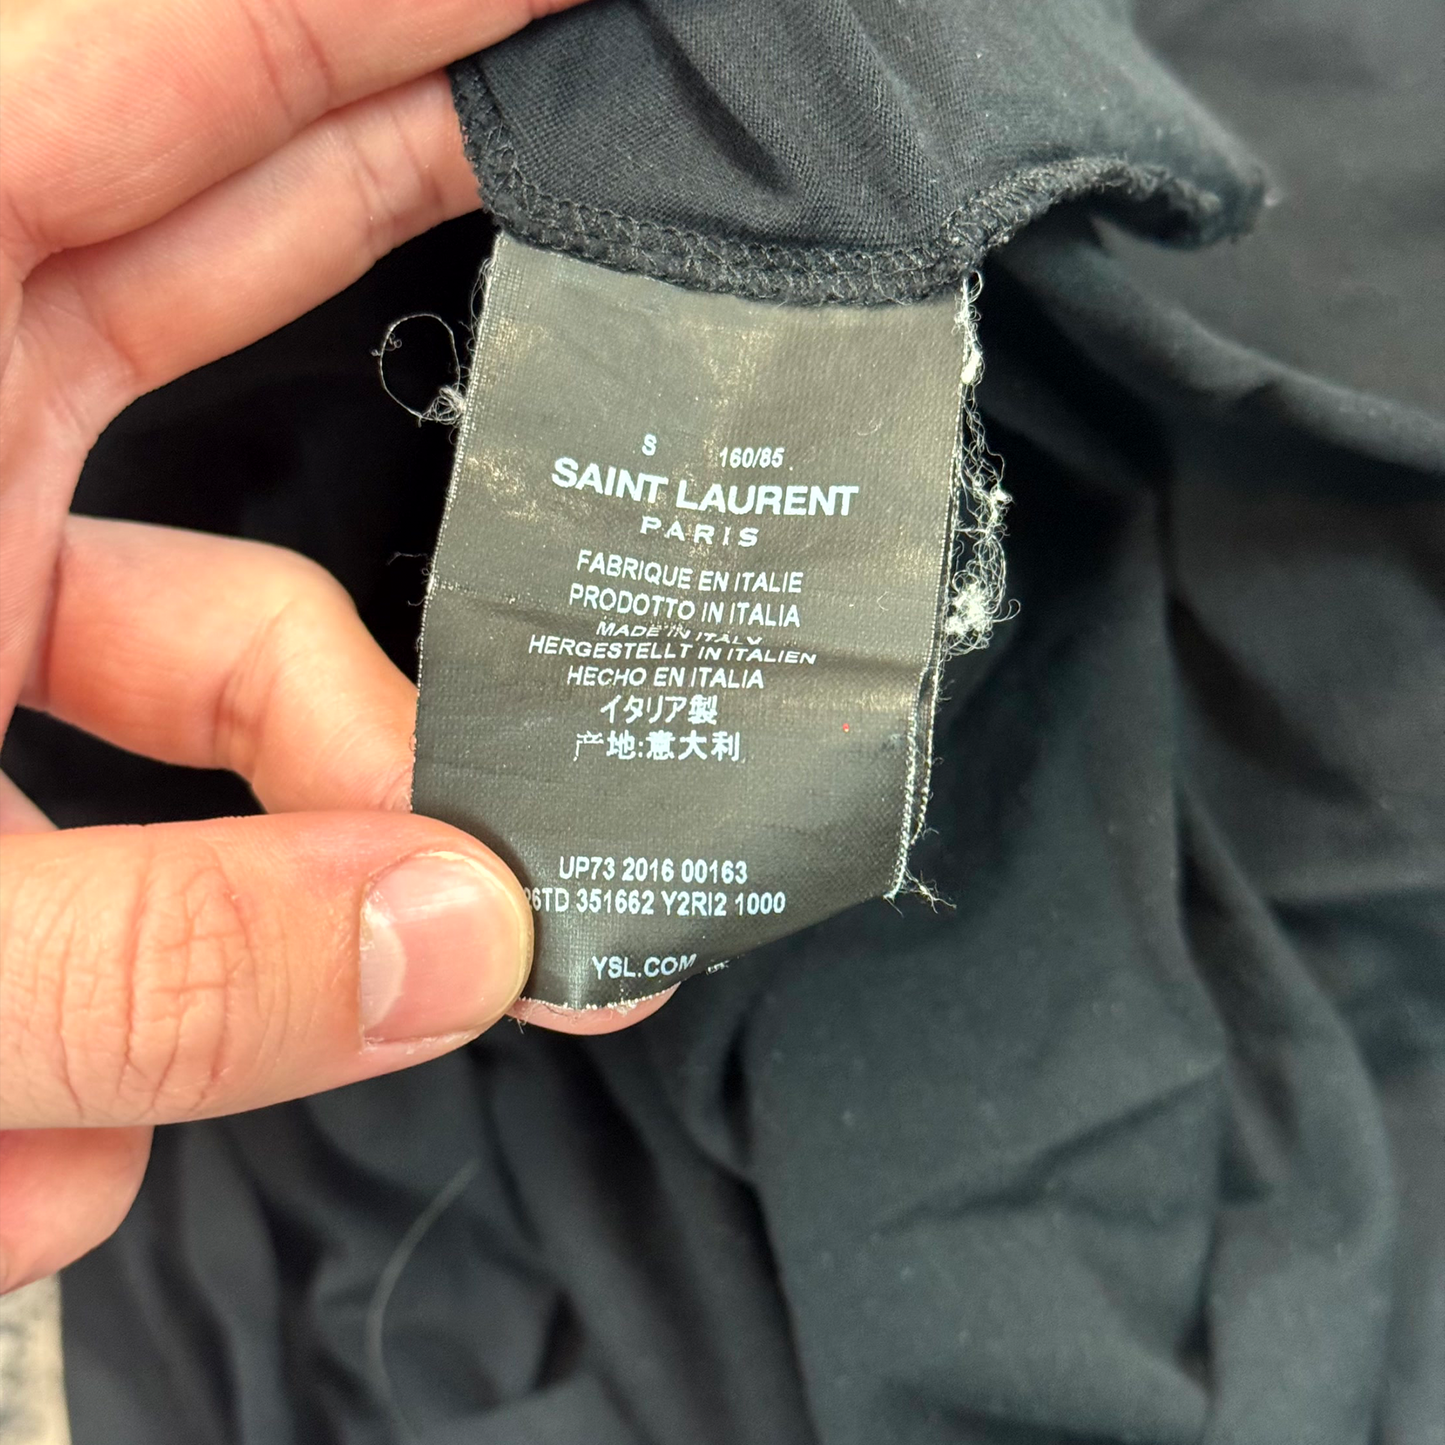 S 160/85
SAINT LAURENT
PARIS
FABRIQUE EN ITALIE
PRODOTTO IN ITALIA
MADE IN ITALY
HERGESTELLT IN ITALIEN
HECHO EN ITALIA
イタリア製
产地:意大利
UP73 2016 00163
351662 Y2RI2 1000
YSL.COM